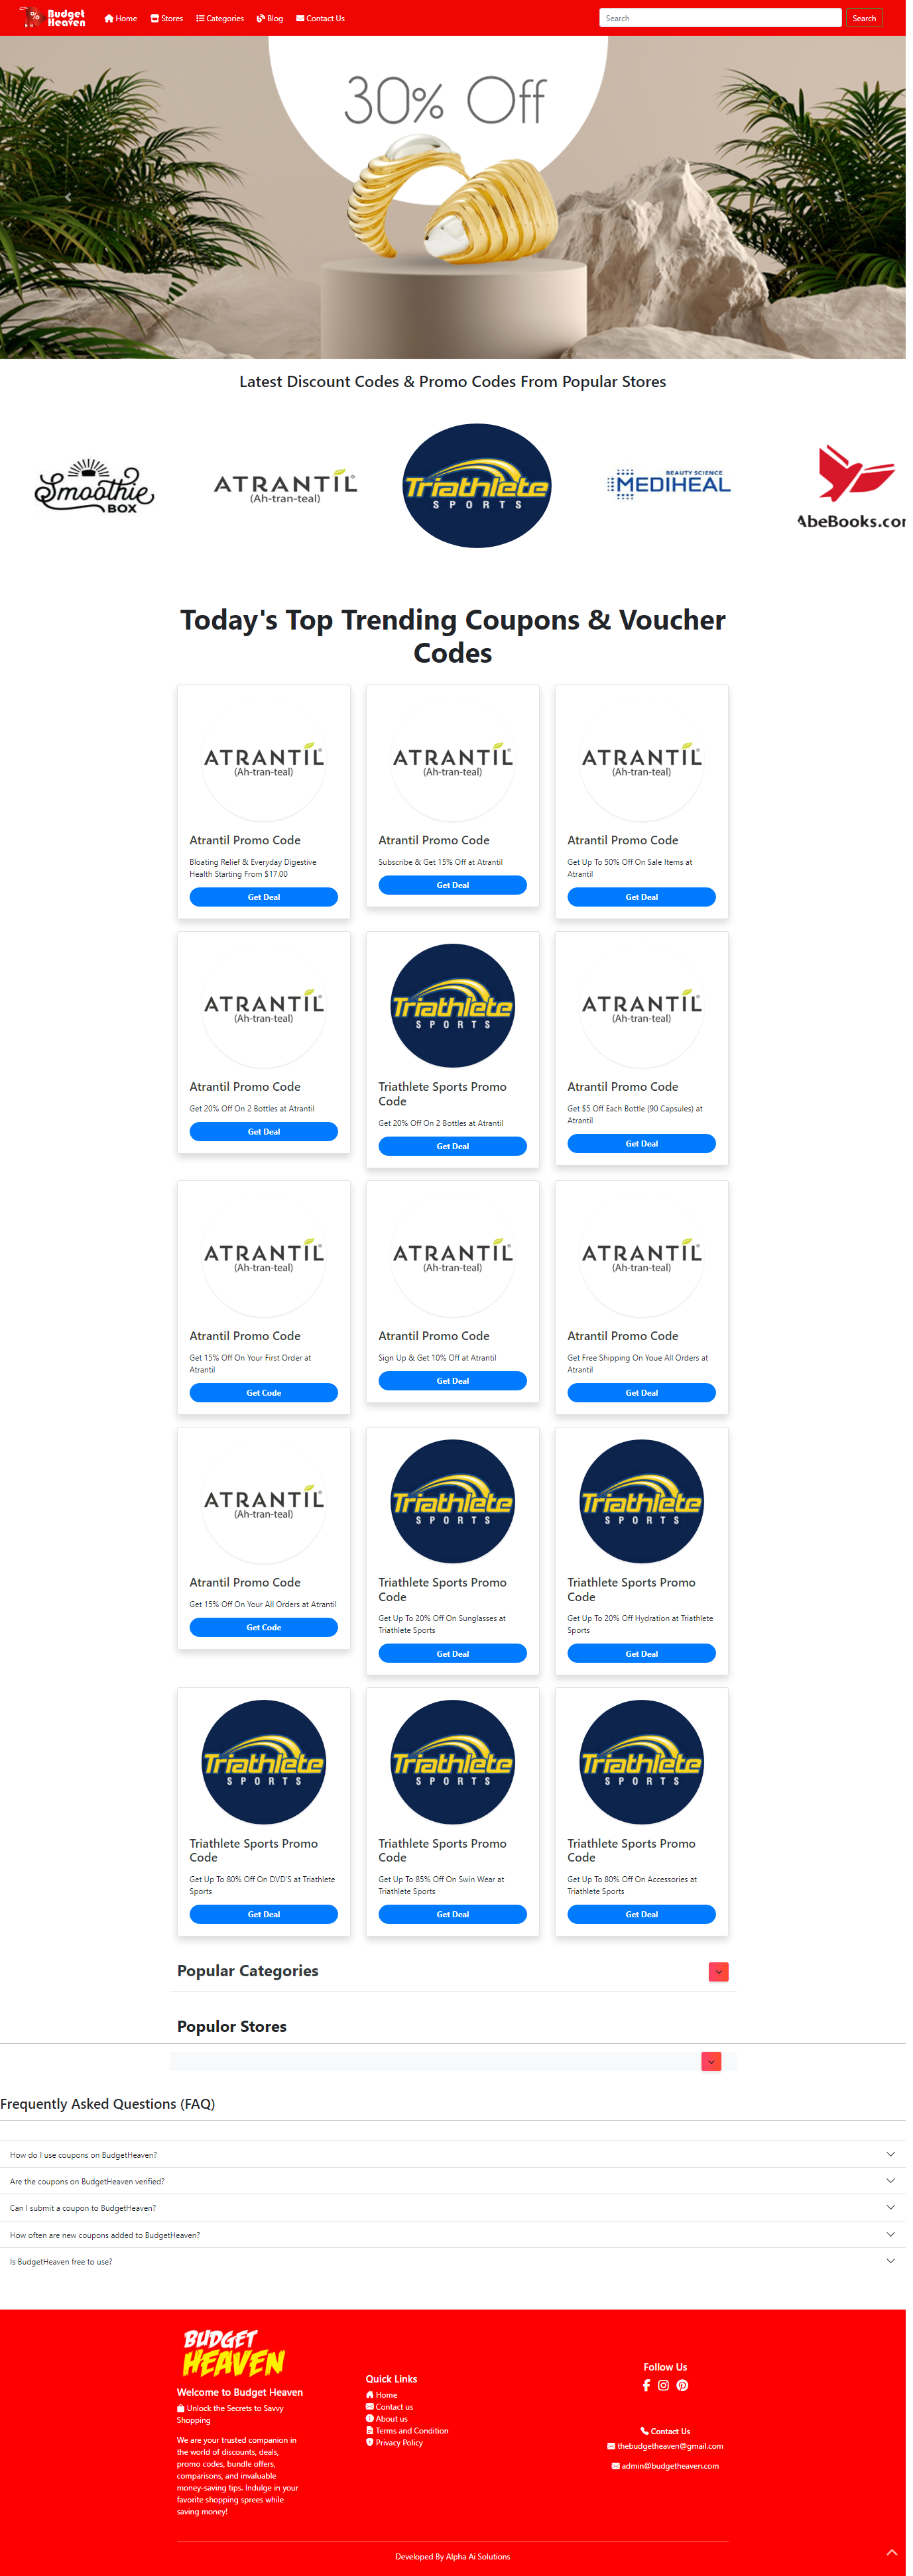 Budget
Heaven
Home
Stores
Categories
Blog
Contact Us
Search
Search
30% Off
Latest Discount Codes & Promo Codes From Popular Stores
Smoothie
BOX
ATRANTIL
(Ah-tran-teal)
Triathlete
SPORTS
BEAUTY SCIENCE
MEDIHEAL
AbeBooks.co
Today's Top Trending Coupons & Voucher
Codes
ATRANTIL
(Ah-tran-teal)
Atrantil Promo Code
Bloating Relief & Everyday Digestive
Health Starting From $17.00
Get Deal
ATRANTIL
(Ah-tran-teal)
Atrantil Promo Code
Subscribe & Get 15% Off at Atrantil
Get Deal
ATRANTIL
(Ah-tran-teal)
Atrantil Promo Code
Get Up To 50% Off On Sale Items at
Atrantil
Get Deal
ATRANTIL
(Ah-tran-teal)
Atrantil Promo Code
Get 20% Off On 2 Bottles at Atrantil
Get Deal
Triathlete
SPORTS
Triathlete Sports Promo
Code
Get 20% Off On 2 Bottles at Atrantil
Get Deal
ATRANTIL
(Ah-tran-teal)
Atrantil Promo Code
Get $5 Off Each Bottle (90 Capsules) at
Atrantil
Get Deal
ATRANTIL
(Ah-tran-teal)
Atrantil Promo Code
Get 15% Off On Your First Order at
Atrantil
Get Code
ATRANTIL
(Ah-tran-teal)
Atrantil Promo Code
Sign Up & Get 10% Off at Atrantil
Get Deal
ATRANTIL
(Ah-tran-teal)
Atrantil Promo Code
Get Free Shipping On Youe All Orders at
Atrantil
Get Deal
ATRANTIL
(Ah-tran-teal)
Atrantil Promo Code
Get 15% Off On Your All Orders at Atrantil
Get Code
Triathlete
SPORTS
Triathlete Sports Promo
Code
Get Up To 20% Off On Sunglasses at
Triathlete Sports
Get Deal
Triathlete
SPORTS
Triathlete Sports Promo
Code
Get Up To 20% Off Hydration at Triathlete
Sports
Get Deal
Triathlete
SPORTS
Triathlete Sports Promo
Code
Get Up To 80% Off On DVD'S at Triathlete
Sports
Get Deal
Triathlete
SPORTS
Triathlete Sports Promo
Code
Get Up To 85% Off On Swin Wear at
Triathlete Sports
Get Deal
Triathlete
SPORTS
Triathlete Sports Promo
Code
Get Up To 80% Off On Accessories at
Triathlete Sports
Get Deal
Popular Categories
Populor Stores
Frequently Asked Questions (FAQ)
How do I use coupons on BudgetHeaven?
Are the coupons on BudgetHeaven verified?
Can I submit a coupon to BudgetHeaven?
How often are new coupons added to BudgetHeaven?
Is BudgetHeaven free to use?
BUDGET
HEAVEN
Welcome to Budget Heaven
Unlock the Secrets to Savvy
Shopping
We are your trusted companion in
the world of discounts, deals,
promo codes, bundle offers,
comparisons, and invaluable
money-saving tips. Indulge in your
favorite shopping sprees while
saving money!
Quick Links
Home
Contact us
About us
Terms and Condition
Privacy Policy
Follow Us
Contact Us
thebudgetheaven@gmail.com
admin@budgetheaven.com
Developed By Alpha Ai Solutions